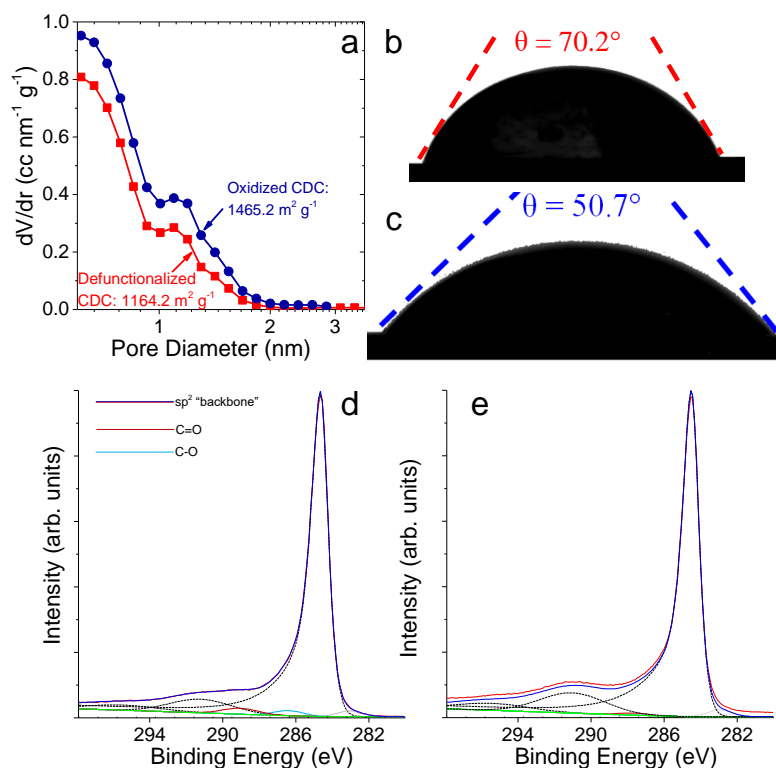 a
1.0
0.8
0.6
0.4
0.2
0.0
dV/dr (cc nm⁻¹ g⁻¹)
Oxidized CDC:
1465.2 m² g⁻¹
Defunctionalized
CDC: 1164.2 m² g⁻¹
1
2
3
Pore Diameter (nm)
b
θ = 70.2°
c
θ = 50.7°
d
sp² “backbone”
C=O
C-O
Intensity (arb. units)
294
290
286
282
Binding Energy (eV)
e
Intensity (arb. units)
294
290
286
282
Binding Energy (eV)